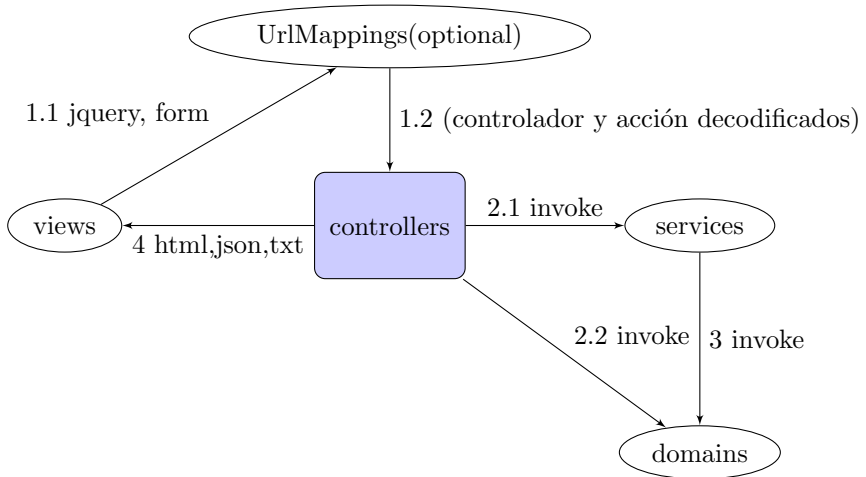 UrlMappings(optional)
1.1 jquery, form
1.2 (controlador y acción decodificados)
views
4 html,json,txt
controllers
2.1 invoke
services
2.2 invoke
3 invoke
domains